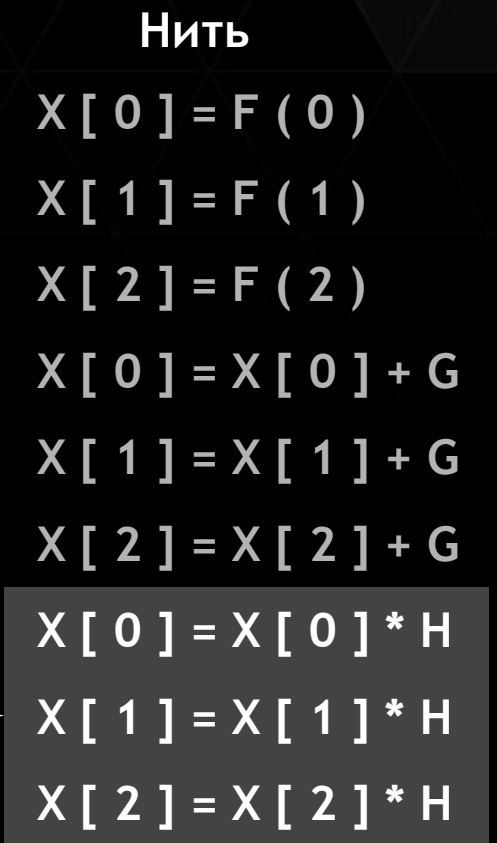 Нить
X [ 0 ] = F ( 0 )
X [ 1 ] = F ( 1 )
X [ 2 ] = F ( 2 )
X [ 0 ] = X [ 0 ] + G
X [ 1 ] = X [ 1 ] + G
X [ 2 ] = X [ 2 ] + G
X [ 0 ] = X [ 0 ] * H
X [ 1 ] = X [ 1 ] * H
X [ 2 ] = X [ 2 ] * H